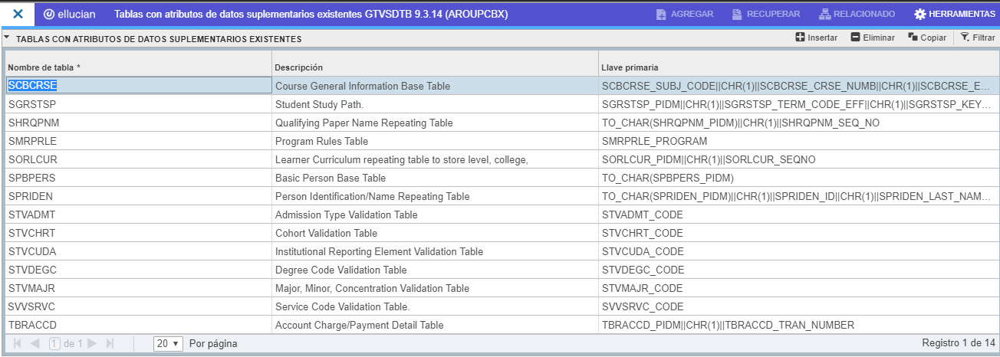 ✕ ellucian Tablas con atributos de datos suplementarios existentes GTVSDTB 9.3.14 (AROUPCBX) AGREGAR RECUPERAR RELACIONADO HERRAMIENTAS
TABLAS CON ATRIBUTOS DE DATOS SUPLEMENTARIOS EXISTENTES Insertar Eliminar Copiar Filtrar
Nombre de tabla * Descripción Llave primaria
SCBCRSE Course General Information Base Table SCBCRSE_SUBJ_CODE||CHR(1)||SCBCRSE_CRSE_NUMB||CHR(1)||SCBCRSE_E...
SGRSTSP Student Study Path. SGRSTSP_PIDM||CHR(1)||SGRSTSP_TERM_CODE_EFF||CHR(1)||SGRSTSP_KEY...
SHRQPNM Qualifying Paper Name Repeating Table TO_CHAR(SHRQPNM_PIDM)||CHR(1)||SHRQPNM_SEQ_NO
SMRPRLE Program Rules Table SMRPRLE_PROGRAM
SORLCUR Learner Curriculum repeating table to store level, college, SORLCUR_PIDM||CHR(1)||SORLCUR_SEQNO
SPBPERS Basic Person Base Table TO_CHAR(SPBPERS_PIDM)
SPRIDEN Person Identification/Name Repeating Table TO_CHAR(SPRIDEN_PIDM)||CHR(1)||SPRIDEN_ID||CHR(1)||SPRIDEN_LAST_NAM...
STVADMT Admission Type Validation Table STVADMT_CODE
STVCHRT Cohort Validation Table STVCHRT_CODE
STVCUDA Institutional Reporting Element Validation Table STVCUDA_CODE
STVDEGC Degree Code Validation Table STVDEGC_CODE
STVMAJR Major, Minor, Concentration Validation Table STVMAJR_CODE
SVVSRVC Service Code Validation Table. SVVSRVC_CODE
TBRACCD Account Charge/Payment Detail Table TBRACCD_PIDM||CHR(1)||TBRACCD_TRAN_NUMBER
1 de 1 20 Por página Registro 1 de 14